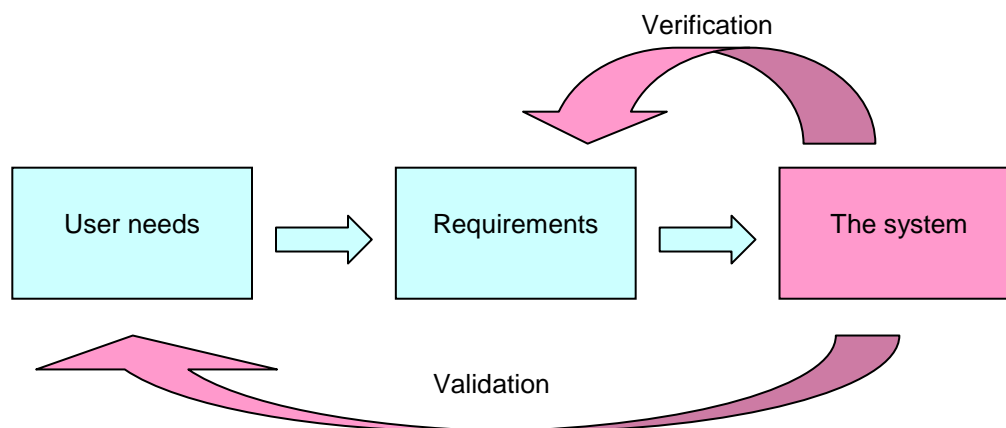 Verification
User needs
Requirements
The system
Validation